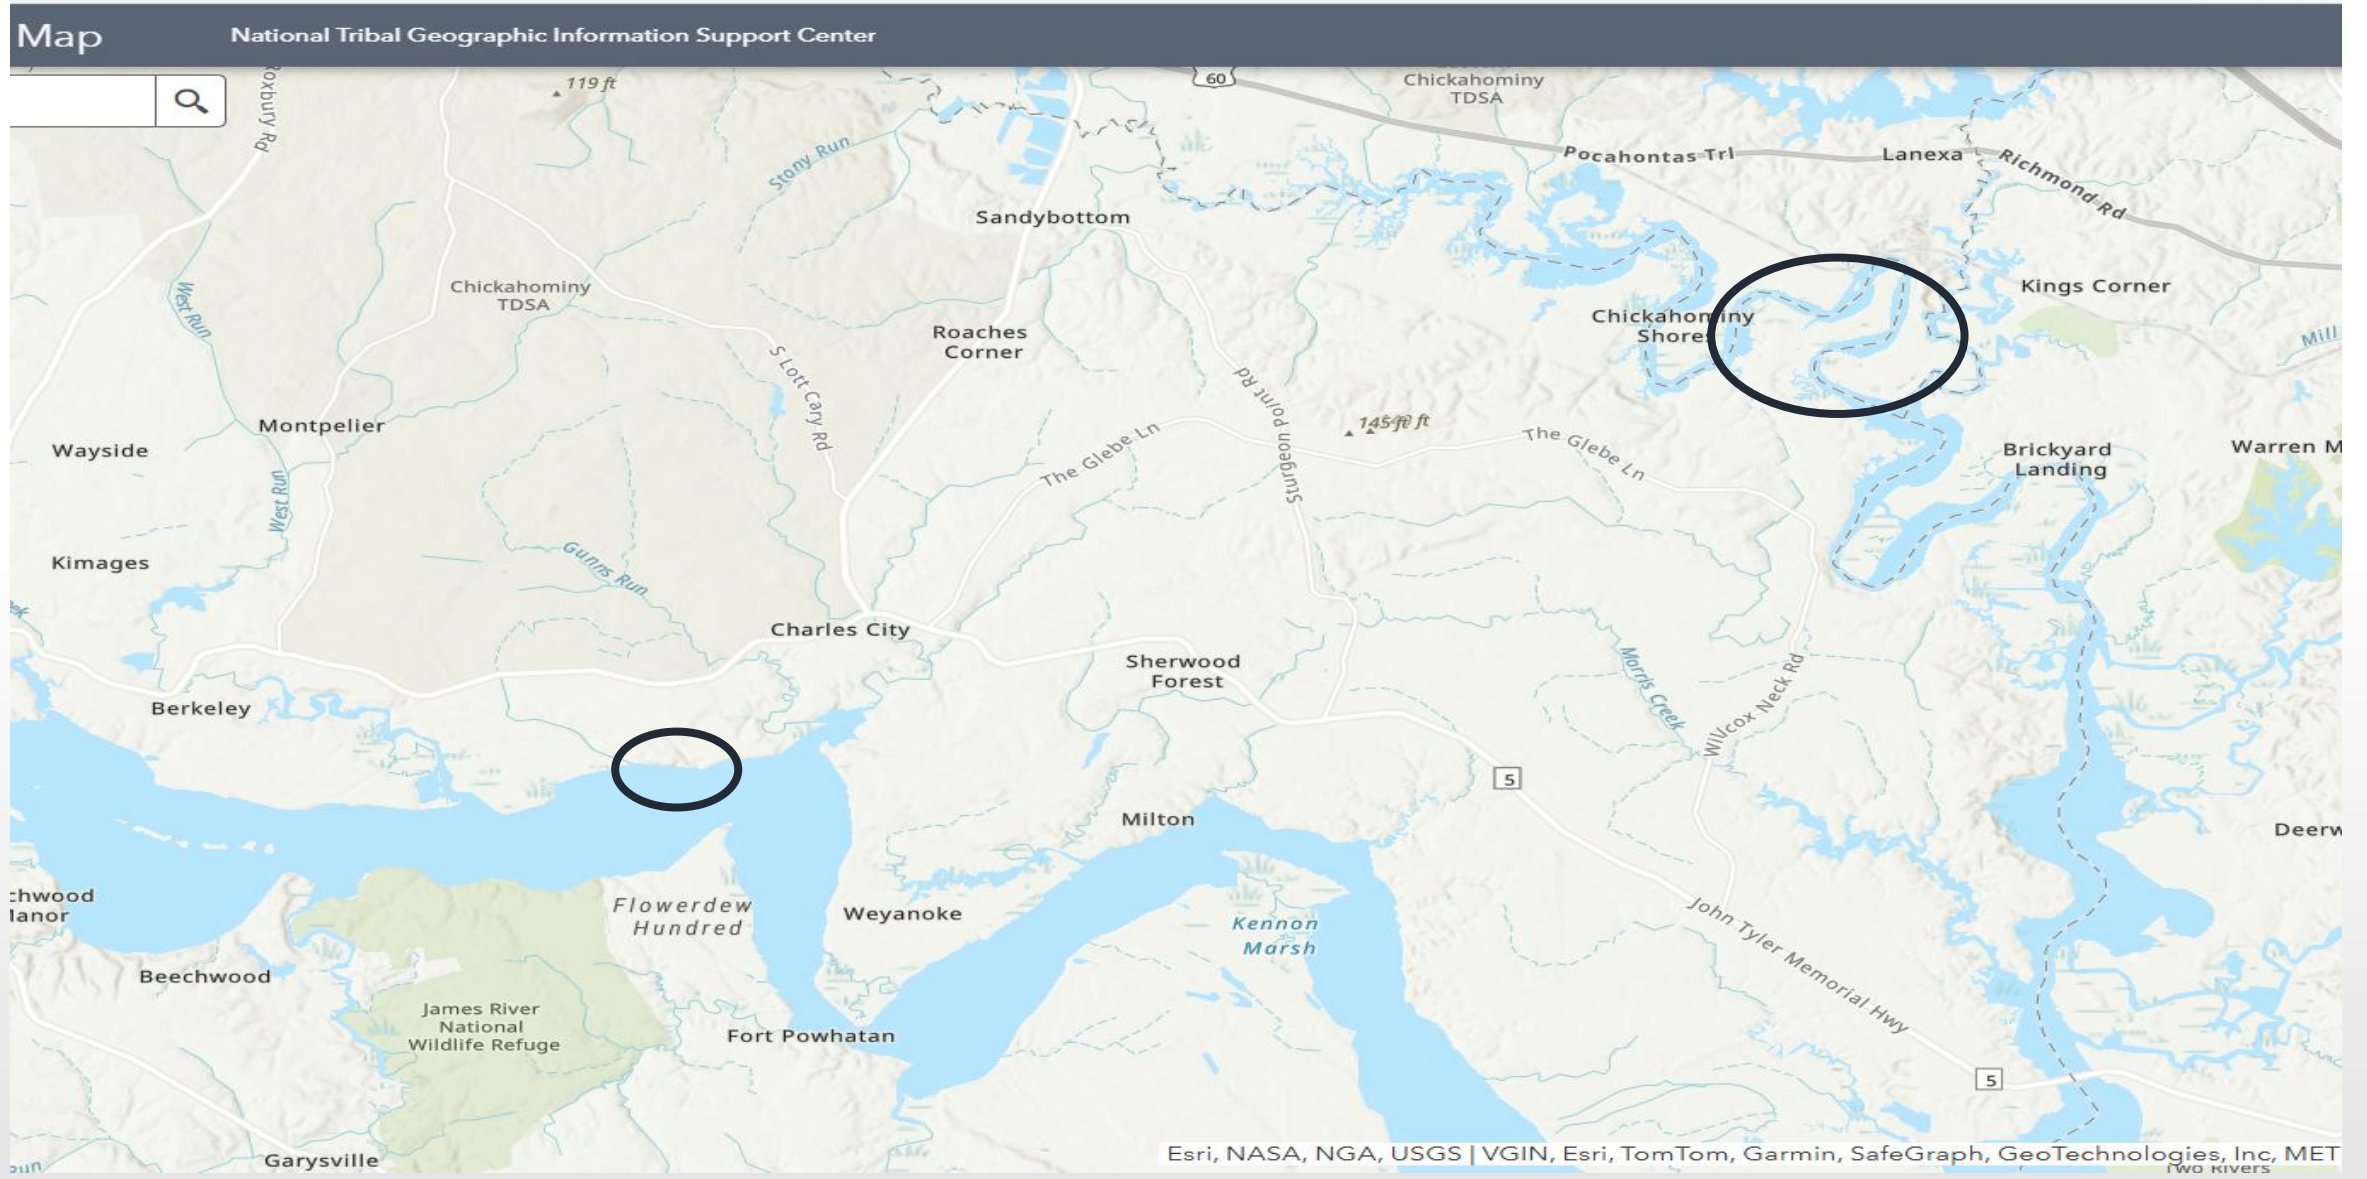 Map
National Tribal Geographic Information Support Center
Roxbury Rd
119 ft
60
Chickahominy
TDSA
Stony Run
Pocahontas Trl
Lanexa
Richmond Rd
Sandybottom
West Run
Chickahominy
TDSA
Kings Corner
Chickahominy
Shores
Roaches
Corner
Mill
S Lott Cary Rd
Sturgeon Point Rd
Montpelier
145 ft
ft
The Glebe Ln
The Glebe Ln
Wayside
Brickyard
Landing
Warren M
West Run
Kimages
Gunns Run
Charles City
Sherwood
Forest
Morris Creek
Wilcox Neck Rd
Berkeley
5
Milton
Deerw
chwood
Flowerdew
Hundred
Weyanoke
Kennon
Marsh
John Tyler Memorial Hwy
Beechwood
James River
National
Wildlife Refuge
Fort Powhatan
5
Garysville
Esri, NASA, NGA, USGS | VGIN, Esri, TomTom, Garmin, SafeGraph, GeoTechnologies, Inc, MET
Two Rivers